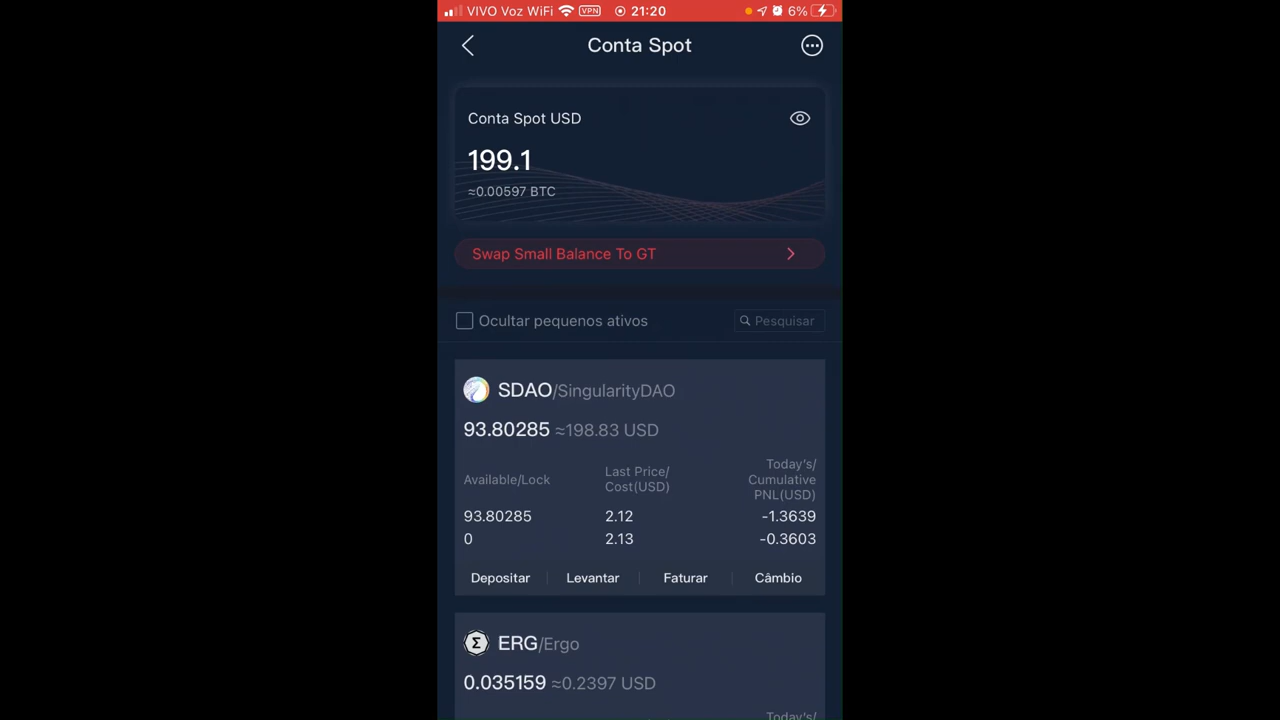 VIVO Voz WiFi VPN 21:20 6%
Conta Spot
Conta Spot USD
199.1
≈0.00597 BTC
Swap Small Balance To GT
Ocultar pequenos ativos Pesquisar
SDAO/SingularityDAO
93.80285 ≈198.83 USD
Available/Lock Last Price/ Cost(USD) Today's/ Cumulative PNL(USD)
93.80285 2.12 -1.3639
0 2.13 -0.3603
Depositar Levantar Faturar Câmbio
Σ ERG/Ergo
0.035159 ≈0.2397 USD
Today's/